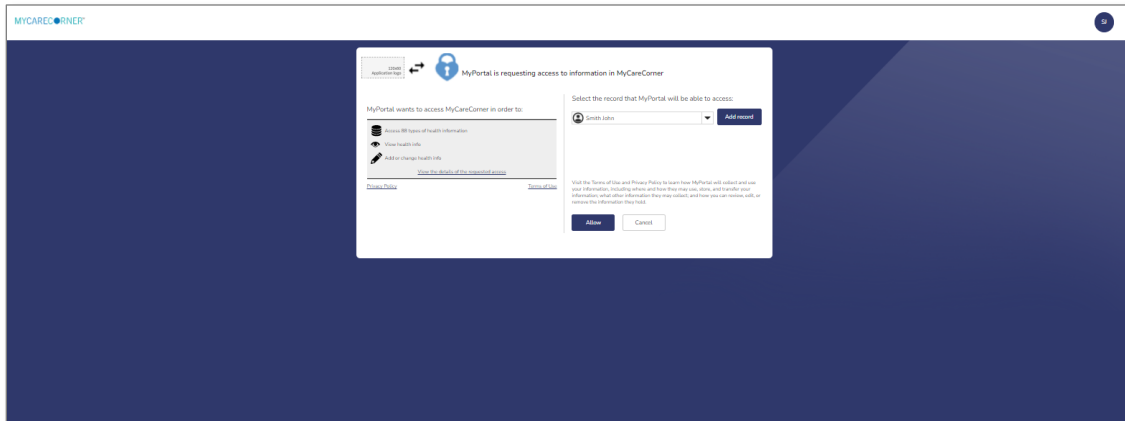 MYCARECORNER
SJ
120x60
Application logo
MyPortal is requesting access to information in MyCareCorner
MyPortal wants to access MyCareCorner in order to:
Access 88 types of health information
View health info
Add or change health info
View the details of the requested access
Privacy Policy
Terms of Use
Select the record that MyPortal will be able to access:
Smith John
Add record
Visit the Terms of Use and Privacy Policy to learn how MyPortal will collect and use
your information, including where and how they may use, store, and transfer your
information; what other information they may collect; and how you can review, edit, or
remove the information they hold.
Allow
Cancel